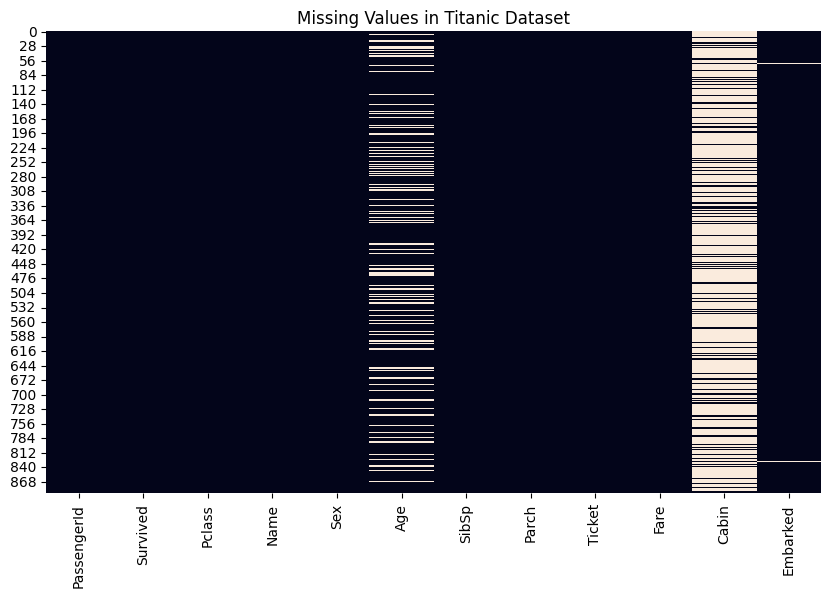 Missing Values in Titanic Dataset
0
28
56
84
112
140
168
196
224
252
280
308
336
364
392
420
448
476
504
532
560
588
616
644
672
700
728
756
784
812
840
868
PassengerId
Survived
Pclass
Name
Sex
Age
SibSp
Parch
Ticket
Fare
Cabin
Embarked